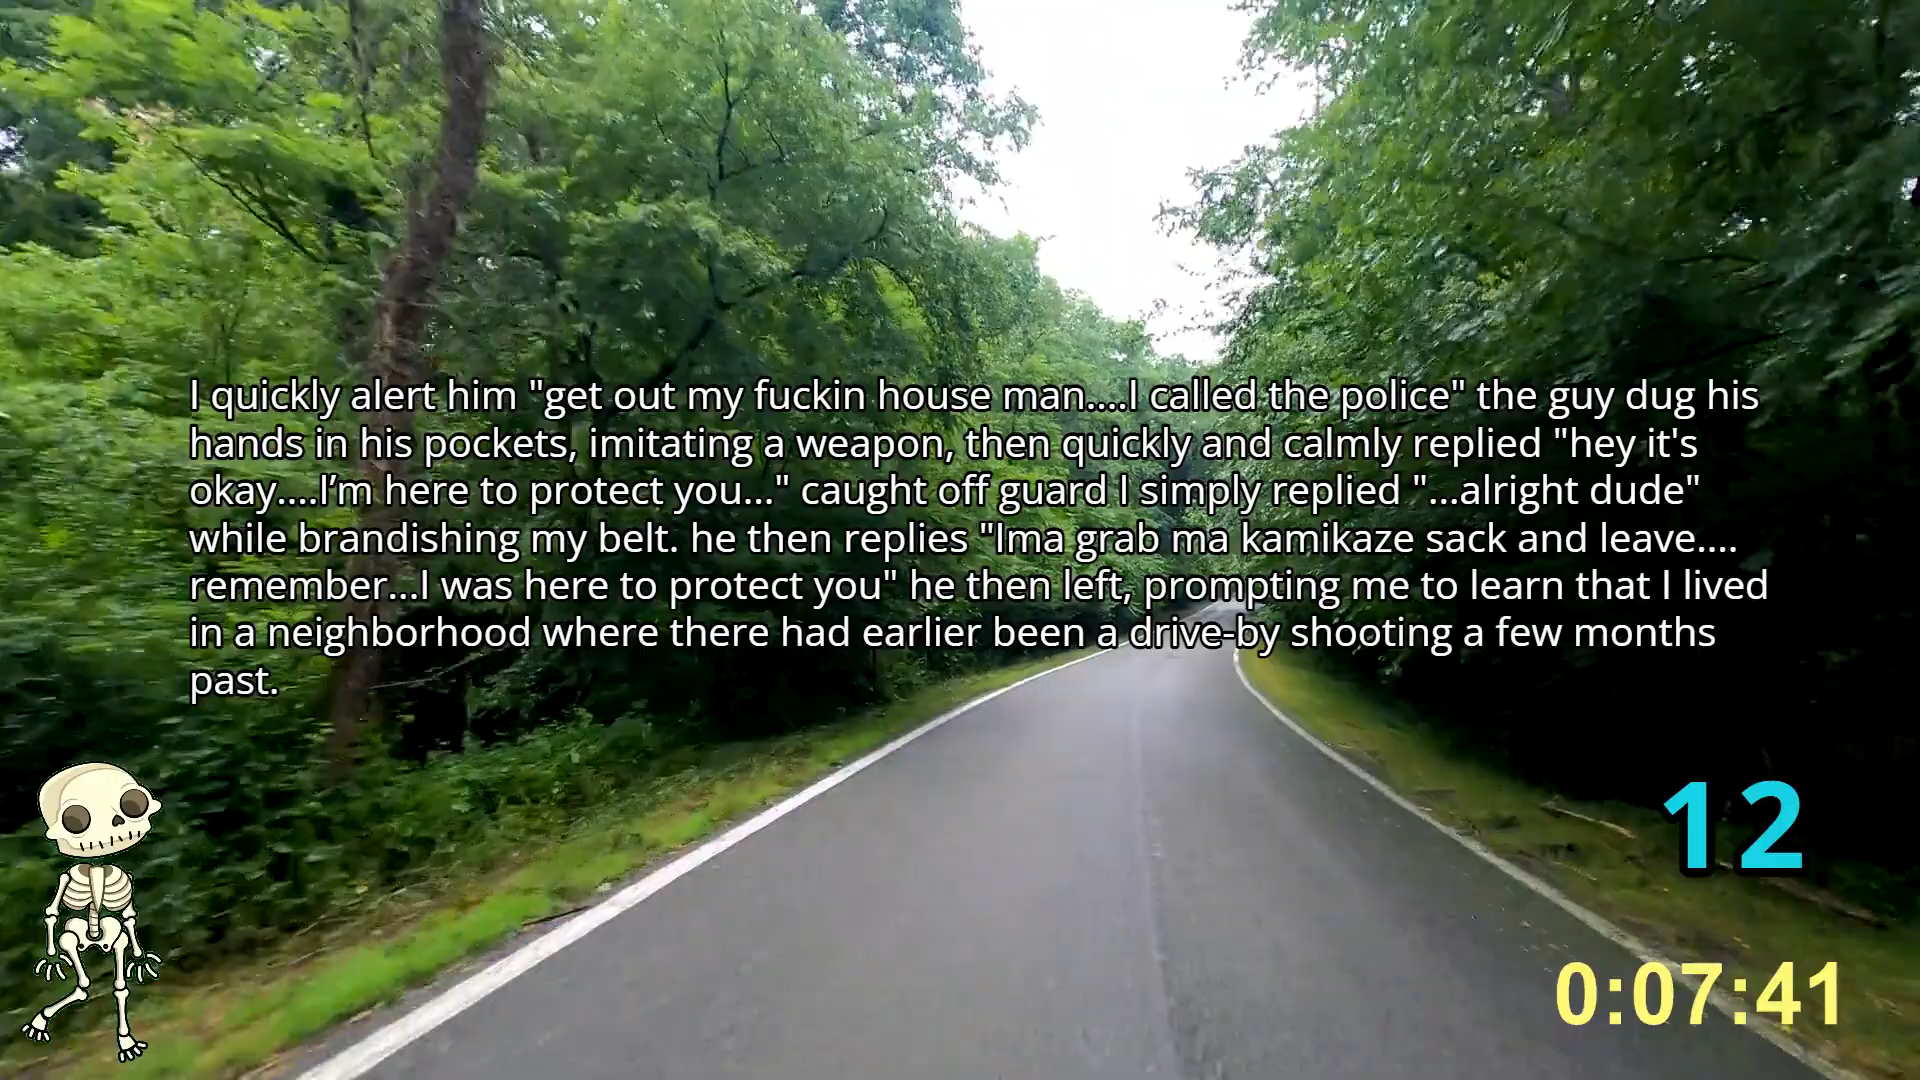 I quickly alert him "get out my fuckin house man....I called the police" the guy dug his
hands in his pockets, imitating a weapon, then quickly and calmly replied "hey it's
okay....I’m here to protect you..." caught off guard I simply replied "...alright dude"
while brandishing my belt. he then replies "Ima grab ma kamikaze sack and leave....
remember...I was here to protect you" he then left, prompting me to learn that I lived
in a neighborhood where there had earlier been a drive-by shooting a few months
past.
12
0:07:41